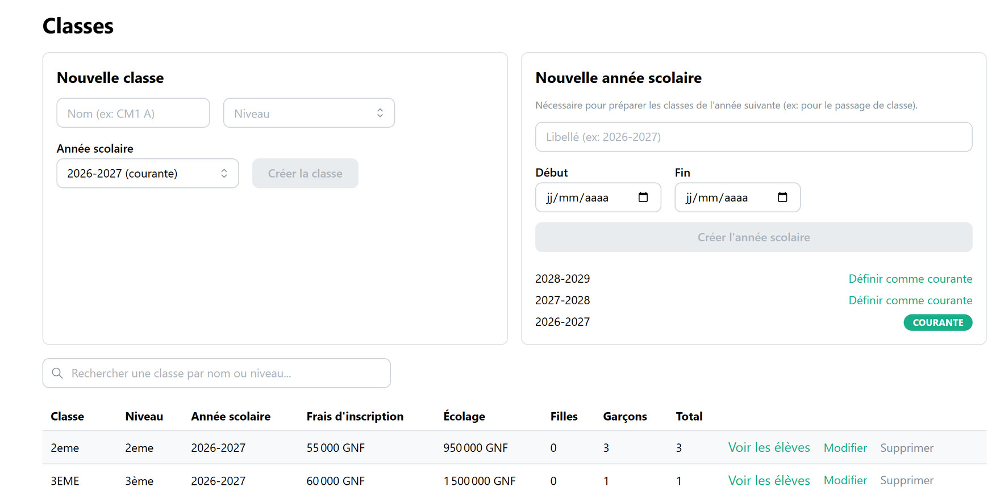 Classes
Nouvelle classe
Nom (ex: CM1 A)
Niveau
Année scolaire
2026-2027 (courante)
Créer la classe
Nouvelle année scolaire
Nécessaire pour préparer les classes de l'année suivante (ex: pour le passage de classe).
Libellé (ex: 2026-2027)
Début
Fin
jj/mm/aaaa
jj/mm/aaaa
Créer l'année scolaire
2028-2029 Définir comme courante
2027-2028 Définir comme courante
2026-2027 COURANTE
Rechercher une classe par nom ou niveau...
Classe Niveau Année scolaire Frais d'inscription Écolage Filles Garçons Total
2eme 2eme 2026-2027 55 000 GNF 950 000 GNF 0 3 3 Voir les élèves Modifier Supprimer
3EME 3ème 2026-2027 60 000 GNF 1 500 000 GNF 0 1 1 Voir les élèves Modifier Supprimer